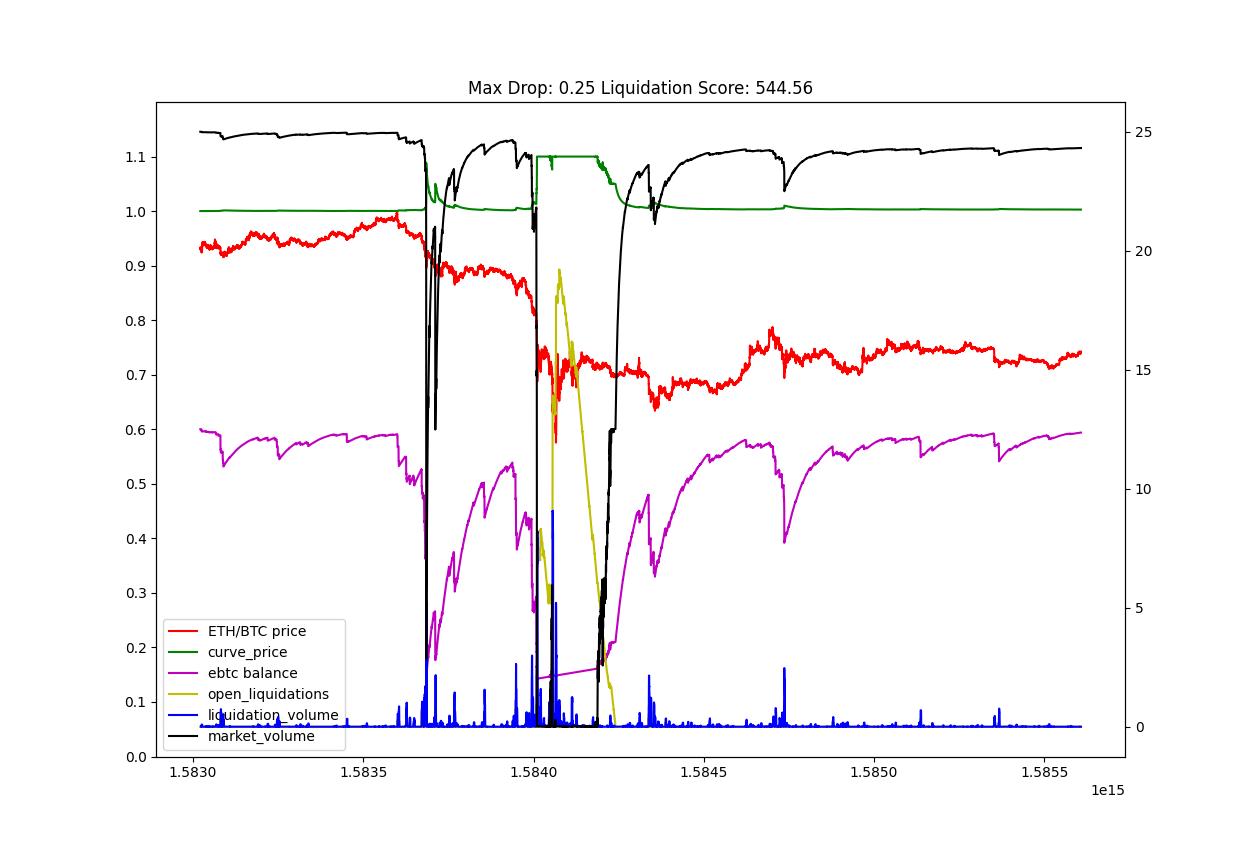 Max Drop: 0.25 Liquidation Score: 544.56
1.1
1.0
0.9
0.8
0.7
0.6
0.5
0.4
0.3
0.2
0.1
0.0
25
20
15
10
5
0
ETH/BTC price
curve_price
ebtc balance
open_liquidations
liquidation_volume
market_volume
1.5830 1.5835 1.5840 1.5845 1.5850 1.5855
1e15